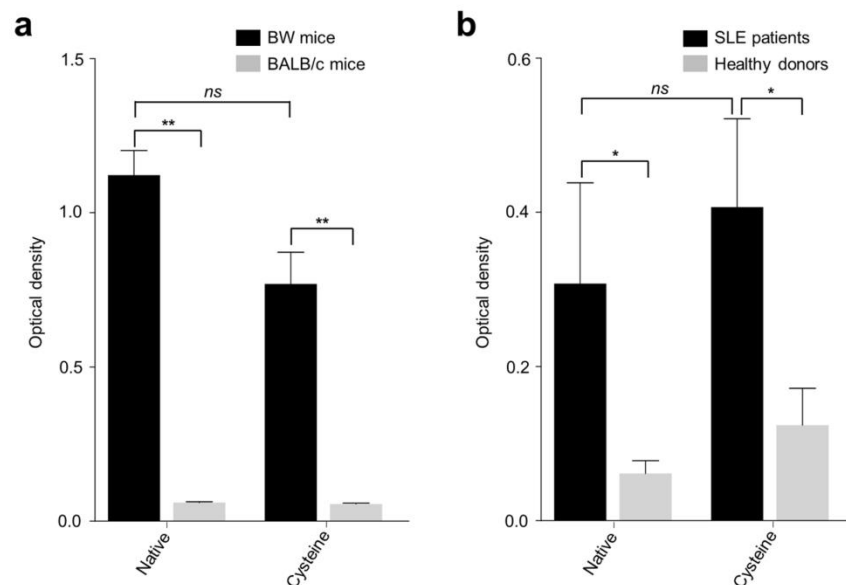 a
BW mice
BALB/c mice
1.5
1.0
0.5
0.0
Optical density
ns
**
**
Native
Cysteine
b
SLE patients
Healthy donors
0.6
0.4
0.2
0.0
Optical density
ns
*
*
Native
Cysteine